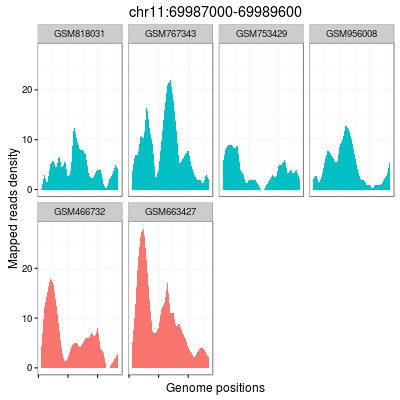 chr11:69987000-69989600
GSM818031 GSM767343 GSM753429 GSM956008
20
10
0
GSM466732 GSM663427
20
10
0
Mapped reads density
Genome positions